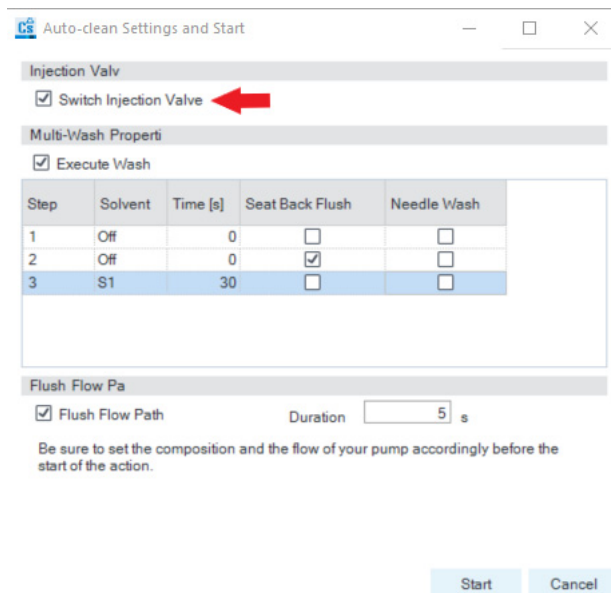 CS Auto-clean Settings and Start
Injection Valv
Switch Injection Valve
Multi-Wash Properti
Execute Wash
Step Solvent Time [s] Seat Back Flush Needle Wash
1 Off 0
2 Off 0
3 S1 30
Flush Flow Pa
Flush Flow Path Duration 5 s
Be sure to set the composition and the flow of your pump accordingly before the
start of the action.
Start Cancel